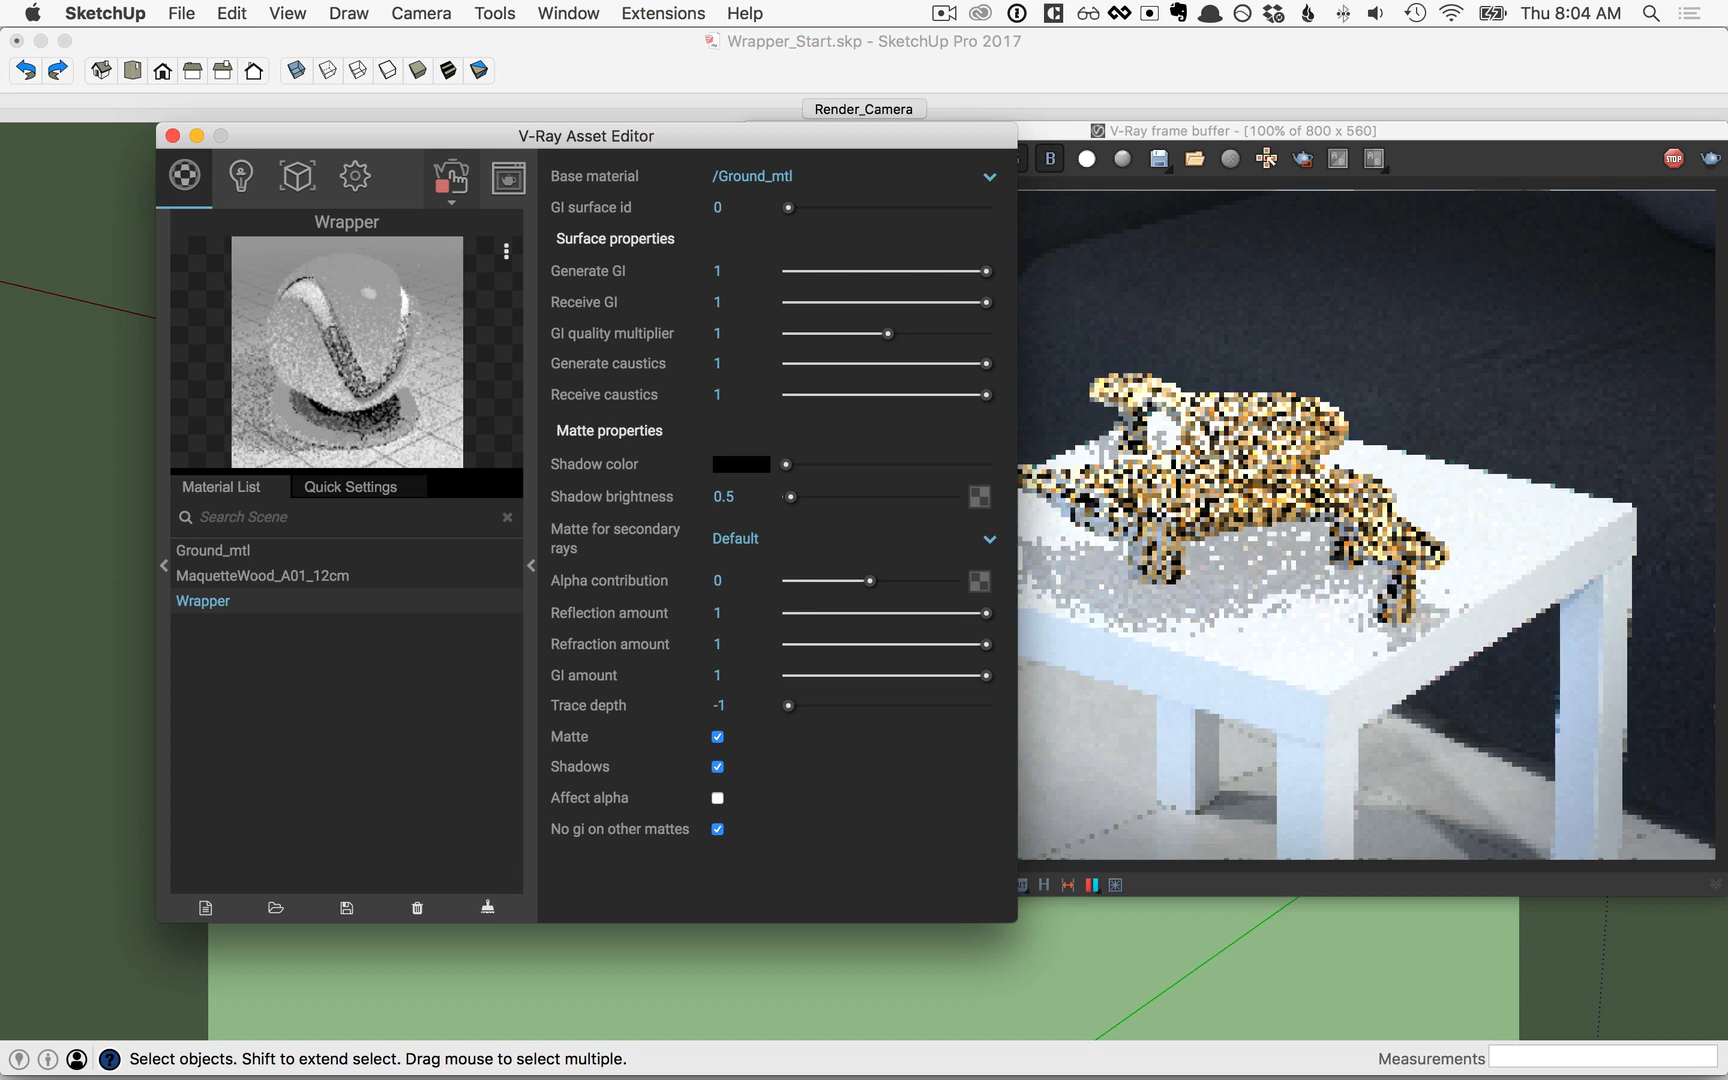 SketchUp File Edit View Draw Camera Tools Window Extensions Help Thu 8:04 AM
Wrapper_Start.skp - SketchUp Pro 2017
Render_Camera
V-Ray Asset Editor
V-Ray frame buffer - [100% of 800 x 560]
B
STOP
Wrapper
Base material /Ground_mtl
GI surface id 0
Surface properties
Generate GI 1
Receive GI 1
GI quality multiplier 1
Generate caustics 1
Receive caustics 1
Matte properties
Shadow color
Shadow brightness 0.5
Matte for secondary
rays
Default
Alpha contribution 0
Reflection amount 1
Refraction amount 1
GI amount 1
Trace depth -1
Matte
Shadows
Affect alpha
No gi on other mattes
Material List Quick Settings
Search Scene
Ground_mtl
MaquetteWood_A01_12cm
Wrapper
H
Select objects. Shift to extend select. Drag mouse to select multiple.
Measurements